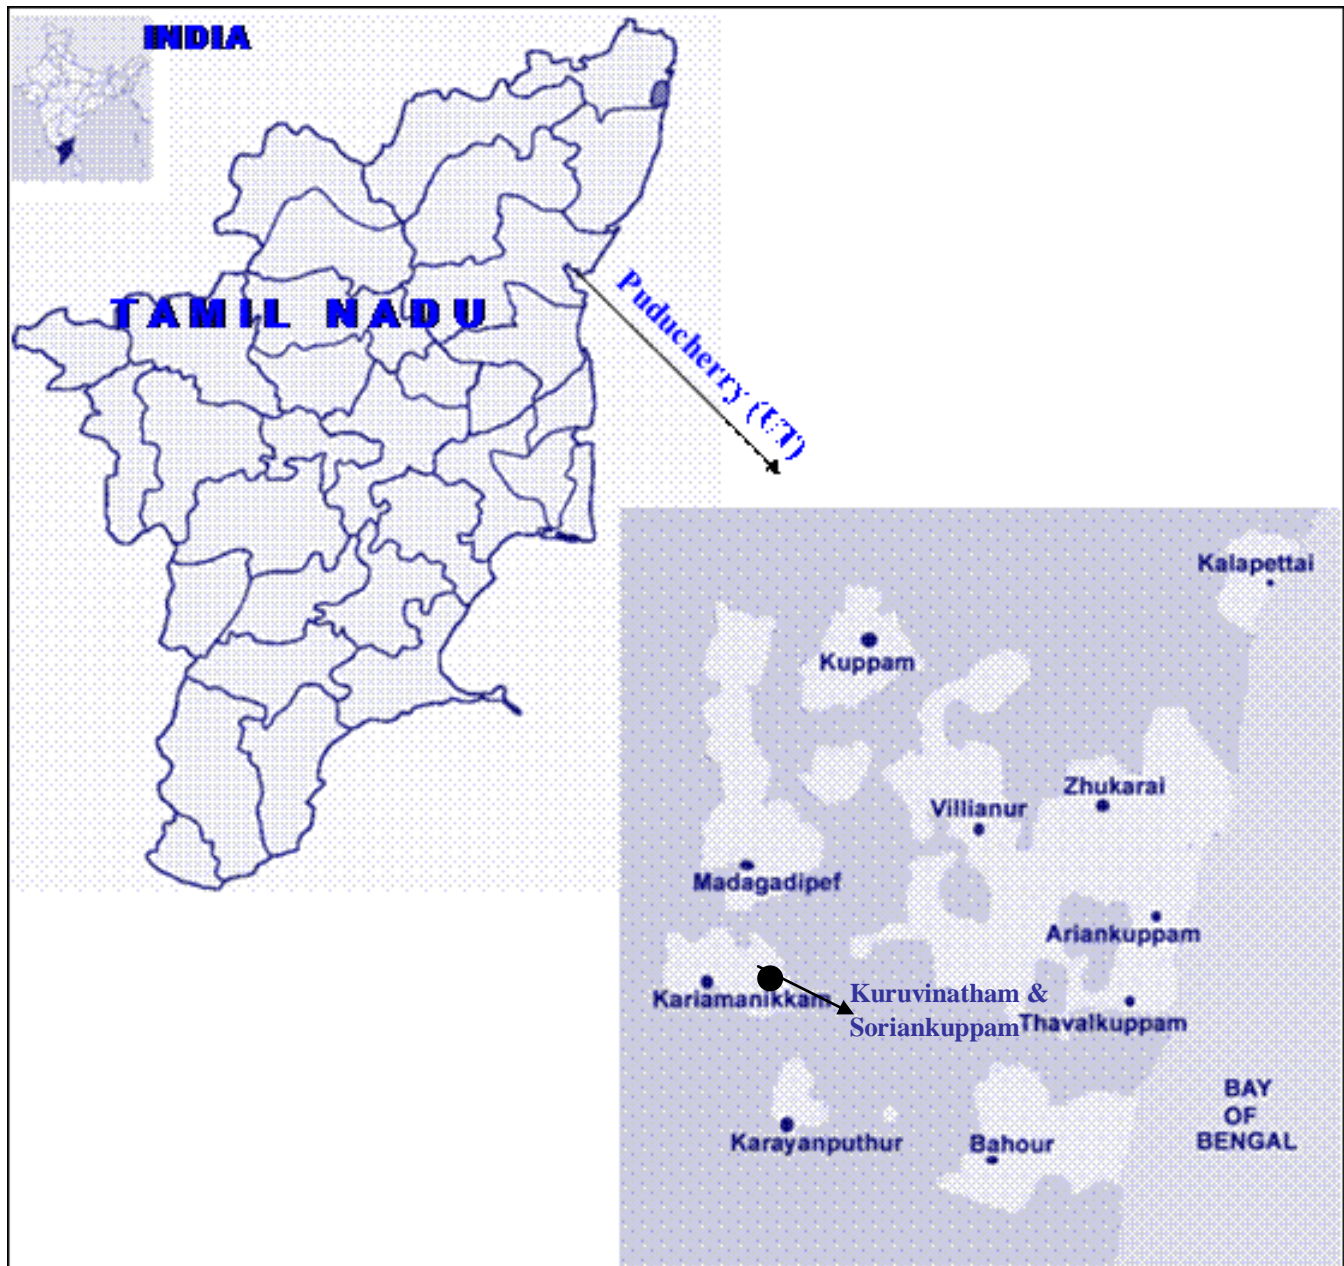 INDIA
TAMIL NADU
Puducherry (UT)
Kalapettai
Kuppam
Zhukarai
Villianur
Madagadipef
Ariankuppam
Kariamanikkam
Kuruvinatham &
Soriankuppam
Thavalkuppam
BAY
OF
BENGAL
Karayanputhur
Bahour